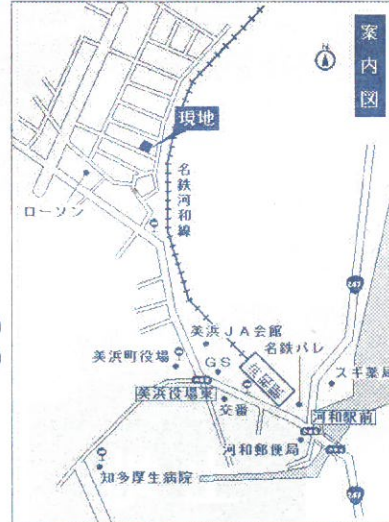 案内図
N
現地
名鉄河和線
ローソン
247
美浜JA会館
名鉄パレ
美浜町役場
GS
河和駅
スギ薬局
美浜役場東
交番
河和駅前
河和郵便局
知多厚生病院
247